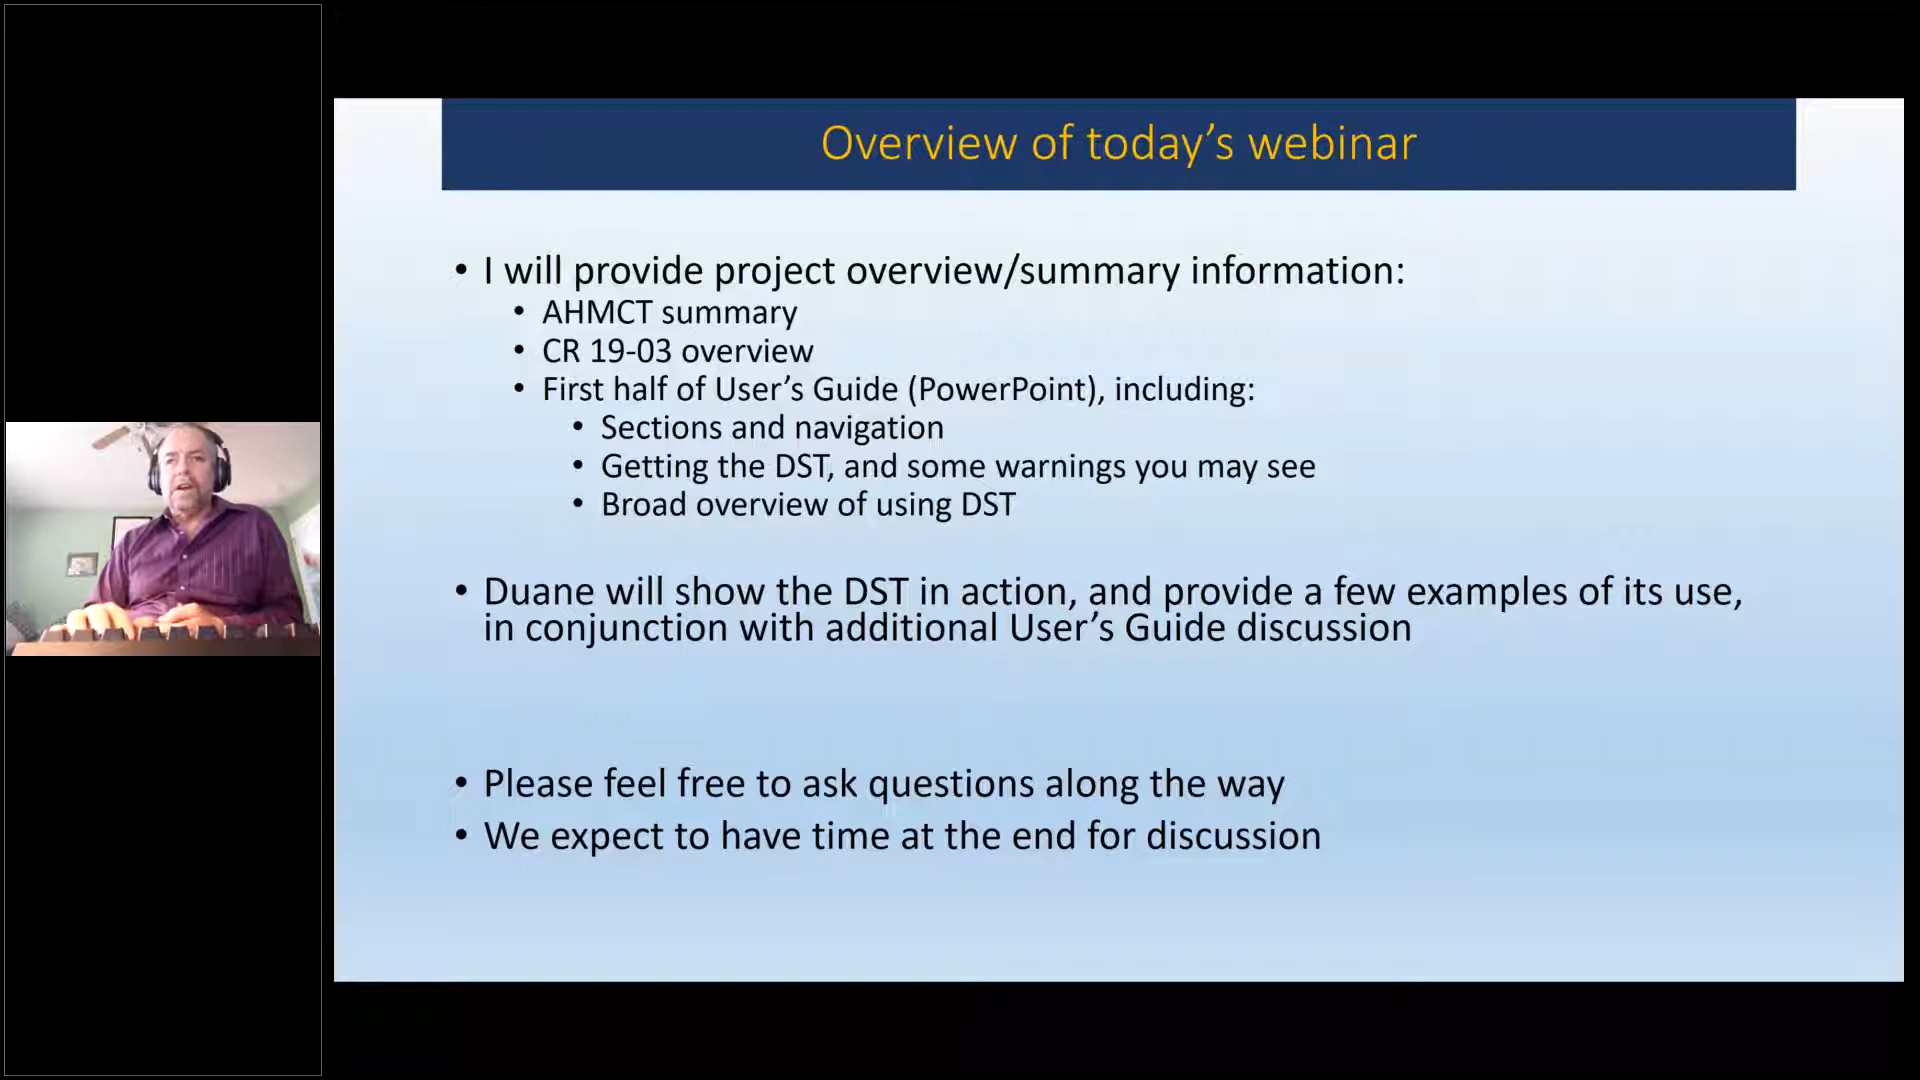 Overview of today’s webinar
• I will provide project overview/summary information:
• AHMCT summary
• CR 19-03 overview
• First half of User’s Guide (PowerPoint), including:
• Sections and navigation
• Getting the DST, and some warnings you may see
• Broad overview of using DST
• Duane will show the DST in action, and provide a few examples of its use,
in conjunction with additional User’s Guide discussion
• Please feel free to ask questions along the way
• We expect to have time at the end for discussion